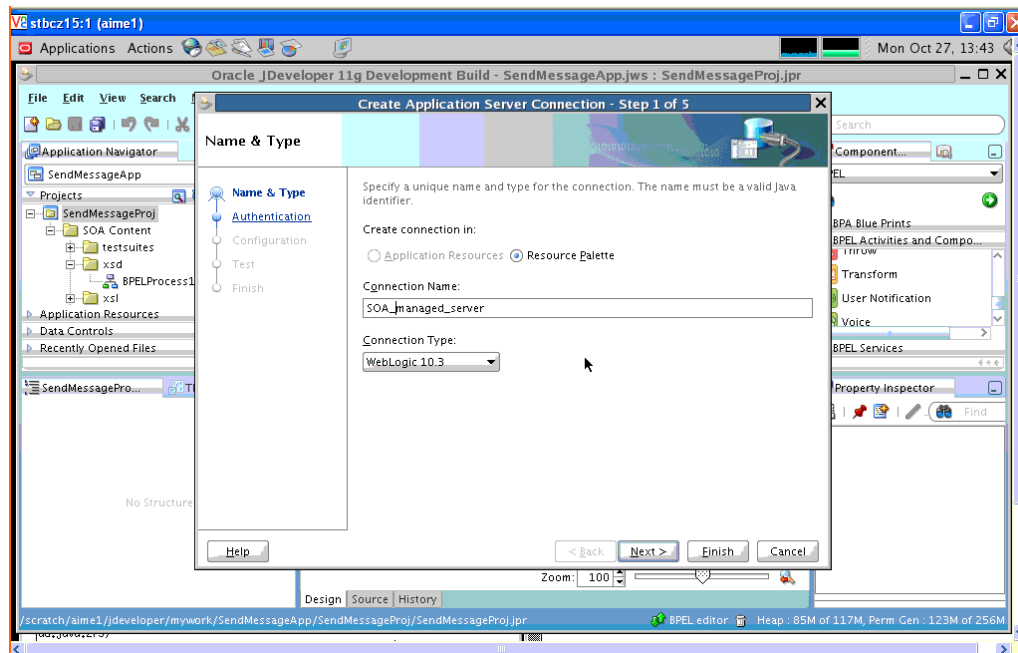 stbcz15:1 (aime1)
Applications Actions Mon Oct 27, 13:43
Oracle JDeveloper 11g Development Build - SendMessageApp.jws : SendMessageProj.jpr
File Edit View Search
Create Application Server Connection - Step 1 of 5
Search
Name & Type
Application Navigator
Component...
SendMessageApp
Projects
SendMessageProj
SOA Content
testsuites
xsd
BPELProcess1
xsl
Application Resources
Data Controls
Recently Opened Files
Name & Type
Authentication
Configuration
Test
Finish
Specify a unique name and type for the connection. The name must be a valid Java
identifier.
Create connection in:
Application Resources Resource Palette
Connection Name:
SOA_managed_server
Connection Type:
WebLogic 10.3
BPA Blue Prints
BPEL Activities and Compo...
Throw
Transform
User Notification
Voice
BPEL Services
SendMessagePro...
Property Inspector
Find
No Structure
Help < Back Next > Finish Cancel
Zoom: 100
Design Source History
/scratch/aime1/jdeveloper/mywork/SendMessageApp/SendMessageProj/SendMessageProj.jpr BPEL editor Heap : 85M of 117M, Perm Gen : 123M of 256M